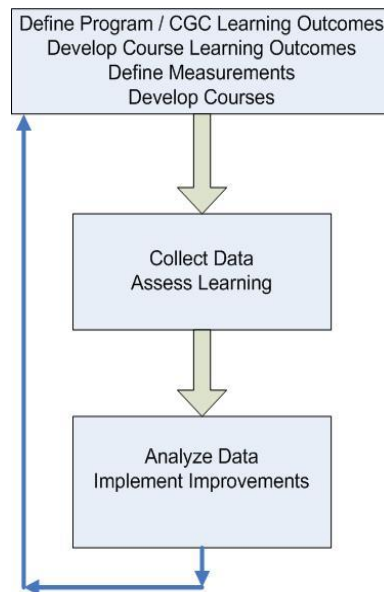 Define Program / CGC Learning Outcomes
Develop Course Learning Outcomes
Define Measurements
Develop Courses
Collect Data
Assess Learning
Analyze Data
Implement Improvements